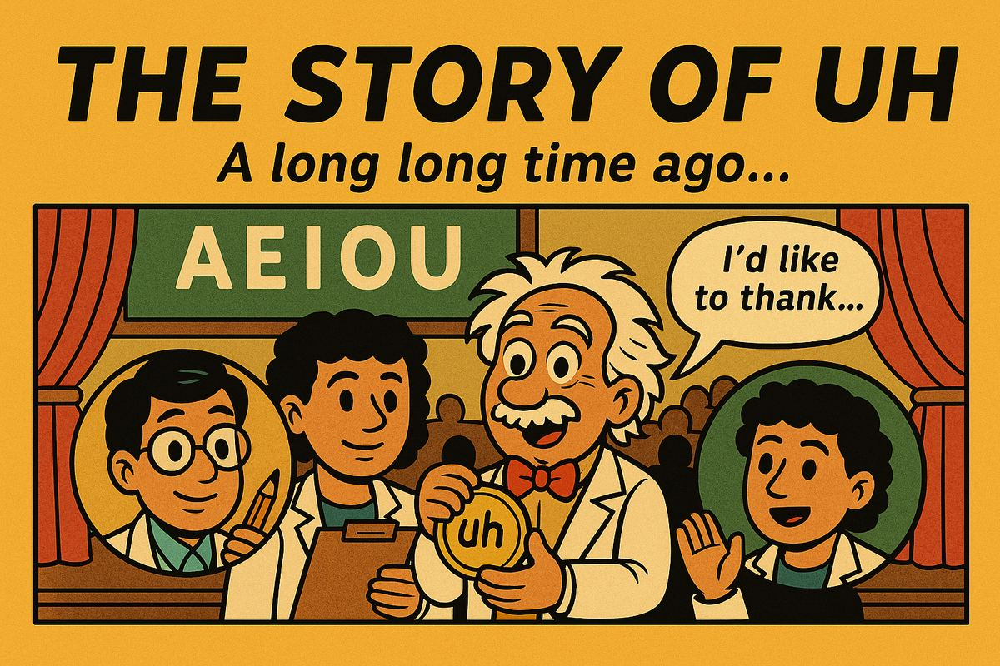 THE STORY OF UH
A long long time ago...
AEIOU
I'd like
to thank...
uh